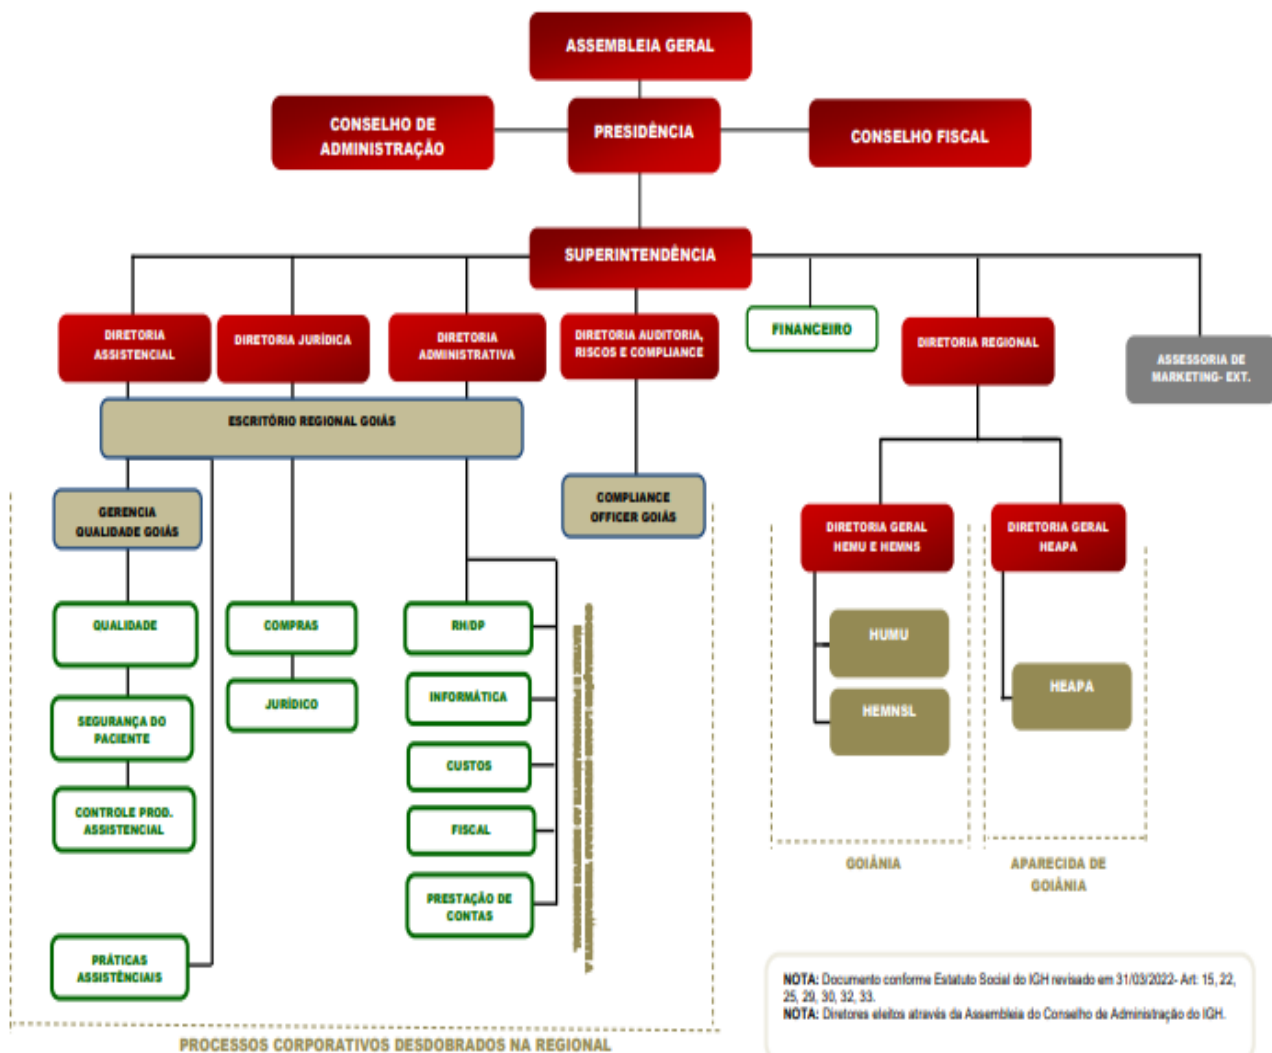 ASSEMBLEIA GERAL
CONSELHO DE
ADMINISTRAÇÃO
PRESIDÊNCIA
CONSELHO FISCAL
SUPERINTENDÊNCIA
DIRETORIA
ASSISTENCIAL
DIRETORIA JURÍDICA
DIRETORIA
ADMINISTRATIVA
DIRETORIA AUDITORIA,
RISCOS E COMPLIANCE
FINANCEIRO
DIRETORIA REGIONAL
ASSESSORIA DE
MARKETING- EXT.
ESCRITÓRIO REGIONAL GOIÁS
GERENCIA
QUALIDADE GOIÁS
COMPLIANCE
OFFICER GOIÁS
DIRETORIA GERAL
HEMU E HEMNS
DIRETORIA GERAL
HEAPA
QUALIDADE
COMPRAS
RH/DP
HUMU
SEGURANÇA DO
PACIENTE
JURÍDICO
INFORMÁTICA
HEMNSL
HEAPA
CONTROLE PROD.
ASSISTENCIAL
CUSTOS
FISCAL
PRESTAÇÃO DE
CONTAS
PRÁTICAS
ASSISTÊNCIAIS
GOIÂNIA
APARECIDA DE
GOIÂNIA
NOTA: Documento conforme Estatuto Social do IGH revisado em 31/03/2022- Art: 15, 22,
25, 29, 30, 32, 33.
NOTA: Diretores eleitos através da Assembleia do Conselho de Administração do IGH.
PROCESSOS CORPORATIVOS DESDOBRADOS NA REGIONAL